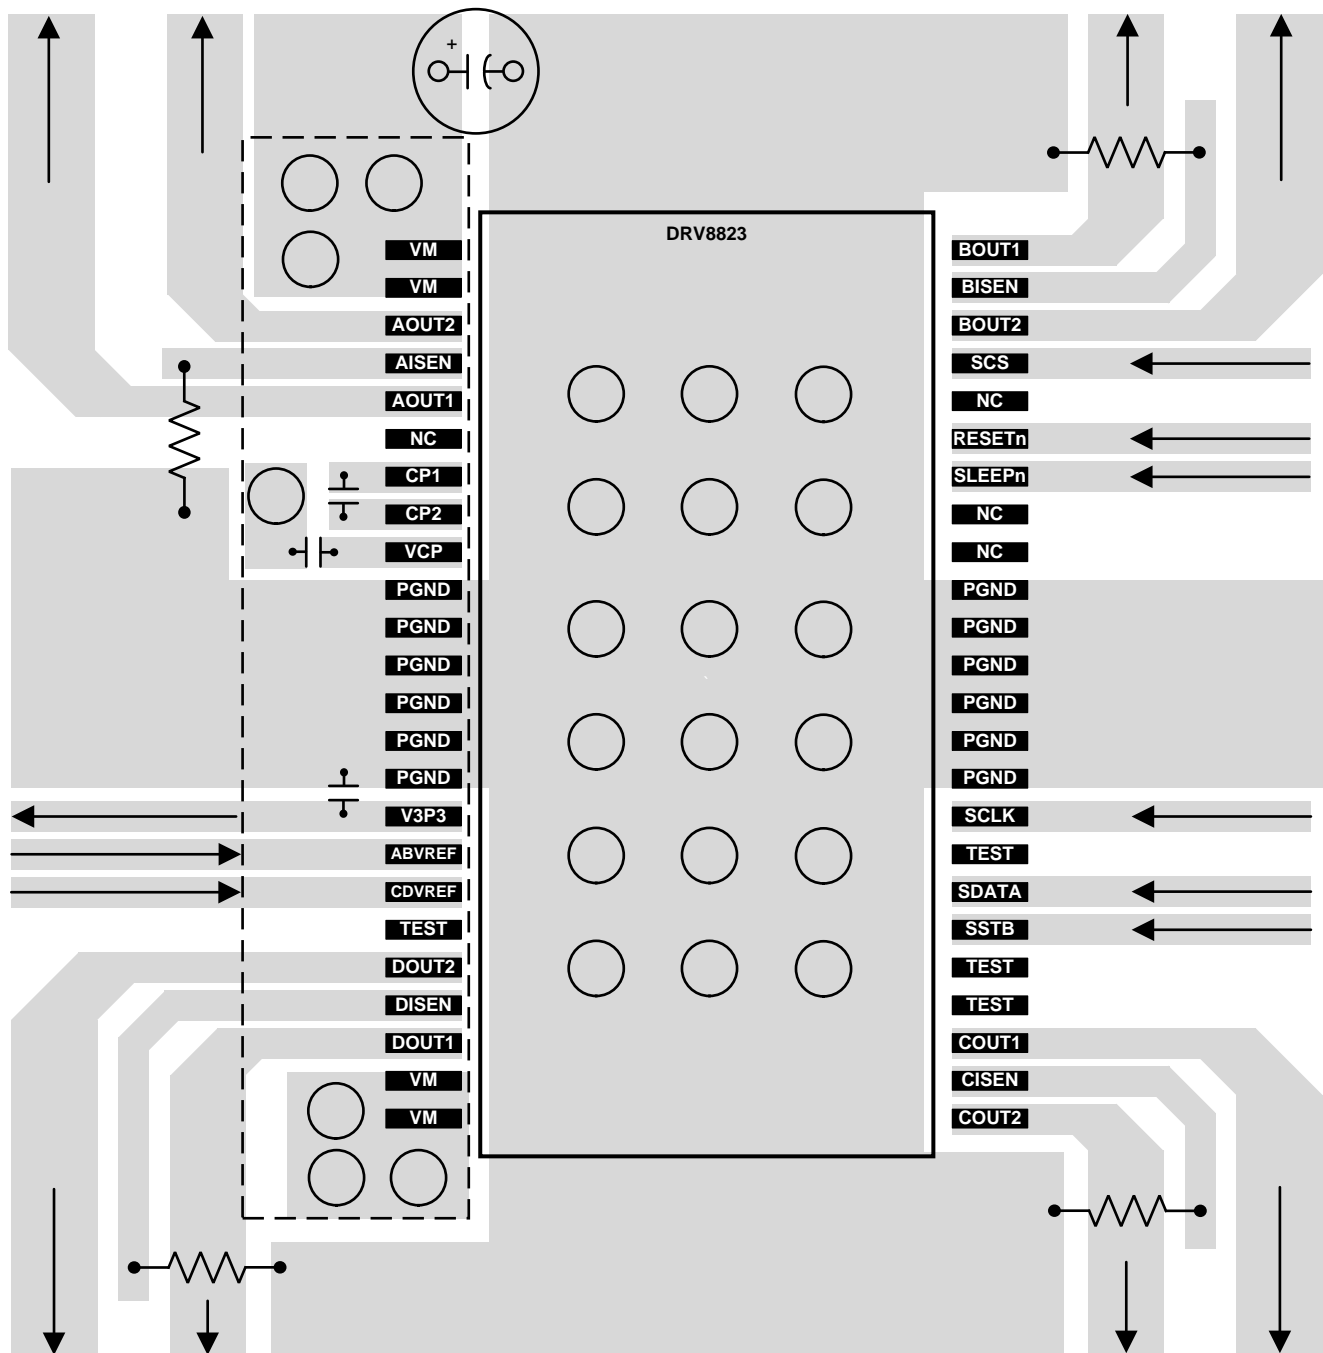 +
DRV8823
VM
VM
AOUT2
AISEN
AOUT1
NC
CP1
CP2
VCP
PGND
PGND
PGND
PGND
PGND
PGND
V3P3
ABVREF
CDVREF
TEST
DOUT2
DISEN
DOUT1
VM
VM
BOUT1
BISEN
BOUT2
SCS
NC
RESETn
SLEEPn
NC
NC
PGND
PGND
PGND
PGND
PGND
PGND
SCLK
TEST
SDATA
SSTB
TEST
TEST
COUT1
CISEN
COUT2